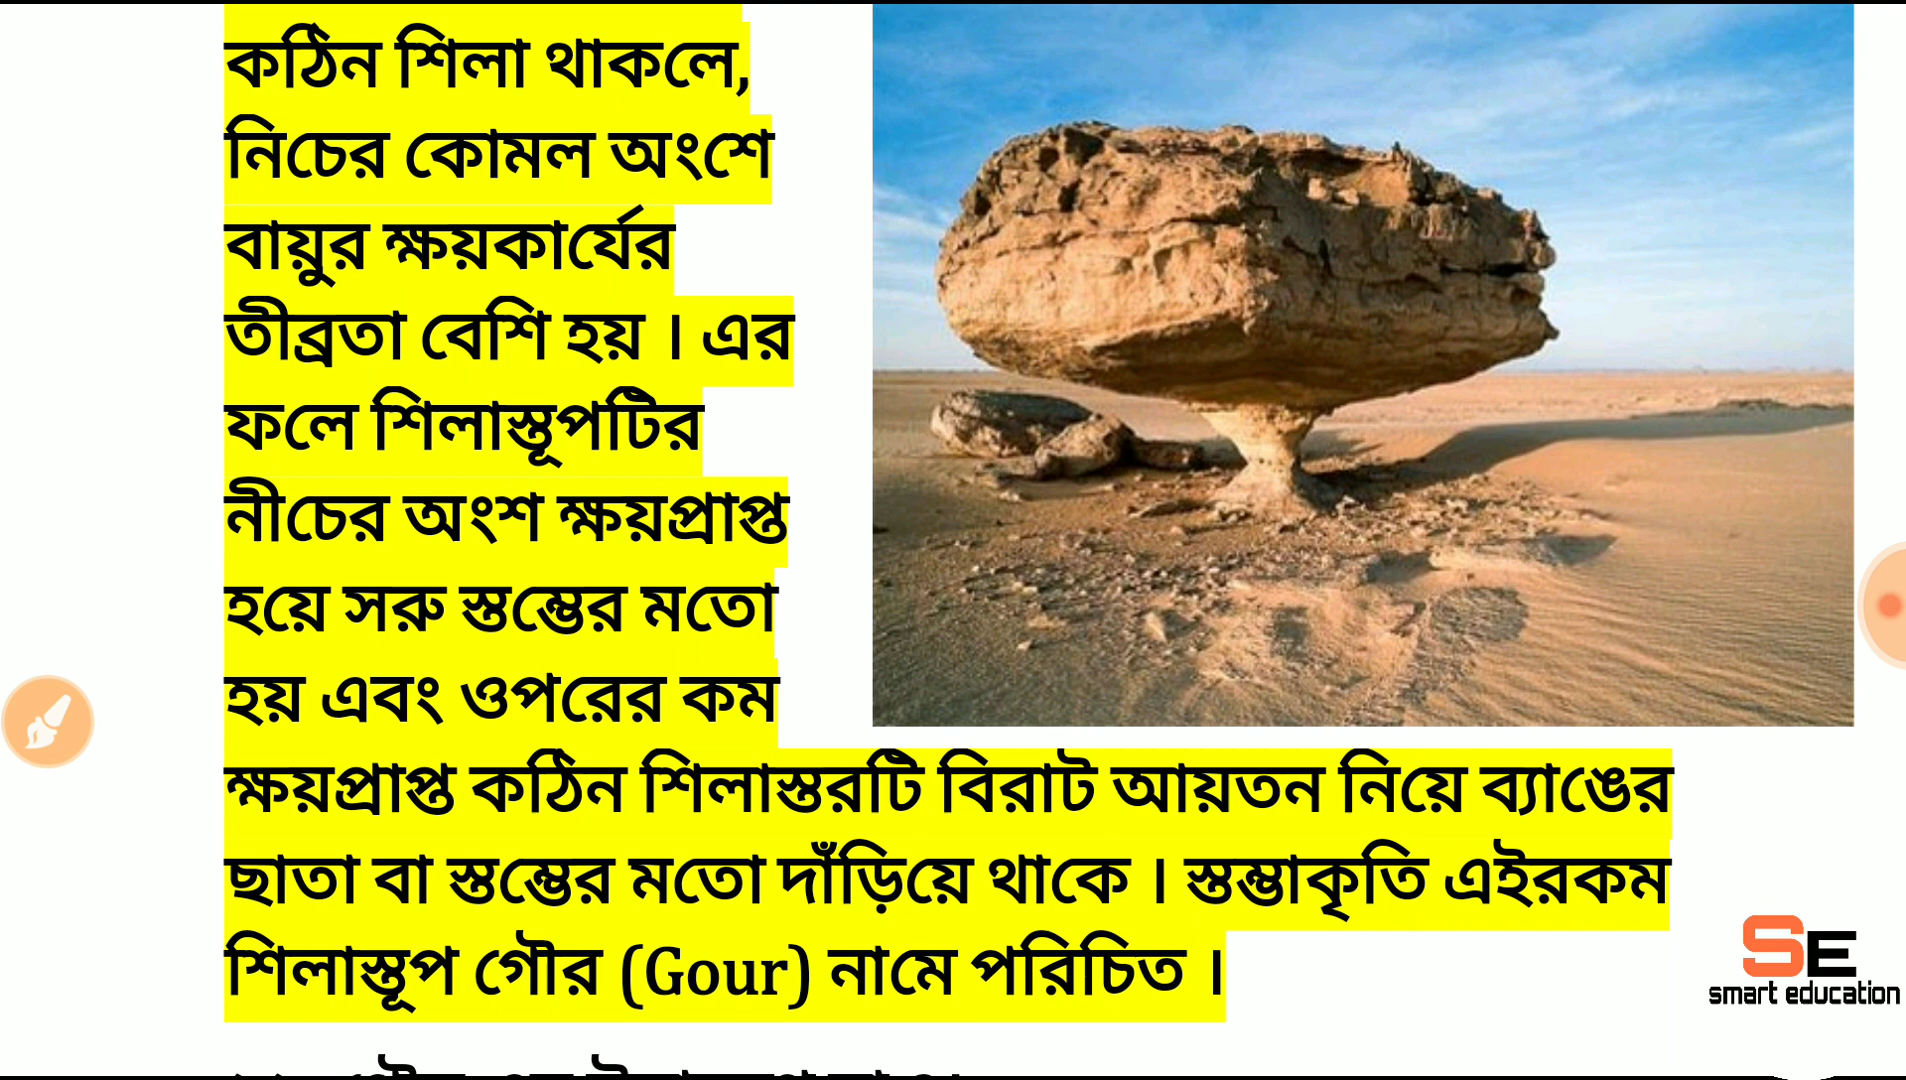 কঠিন শিলা থাকলে,
নিচের কোমল অংশে
বায়ুর ক্ষয়কার্যের
তীব্রতা বেশি হয় । এর
ফলে শিলাস্তূপটির
নীচের অংশ ক্ষয়প্রাপ্ত
হয়ে সরু স্তম্ভের মতো
হয় এবং ওপরের কম
ক্ষয়প্রাপ্ত কঠিন শিলাস্তরটি বিরাট আয়তন নিয়ে ব্যাঙের
ছাতা বা স্তম্ভের মতো দাঁড়িয়ে থাকে । স্তম্ভাকৃতি এইরকম
শিলাস্তূপ গৌর (Gour) নামে পরিচিত ।
SE
smart education